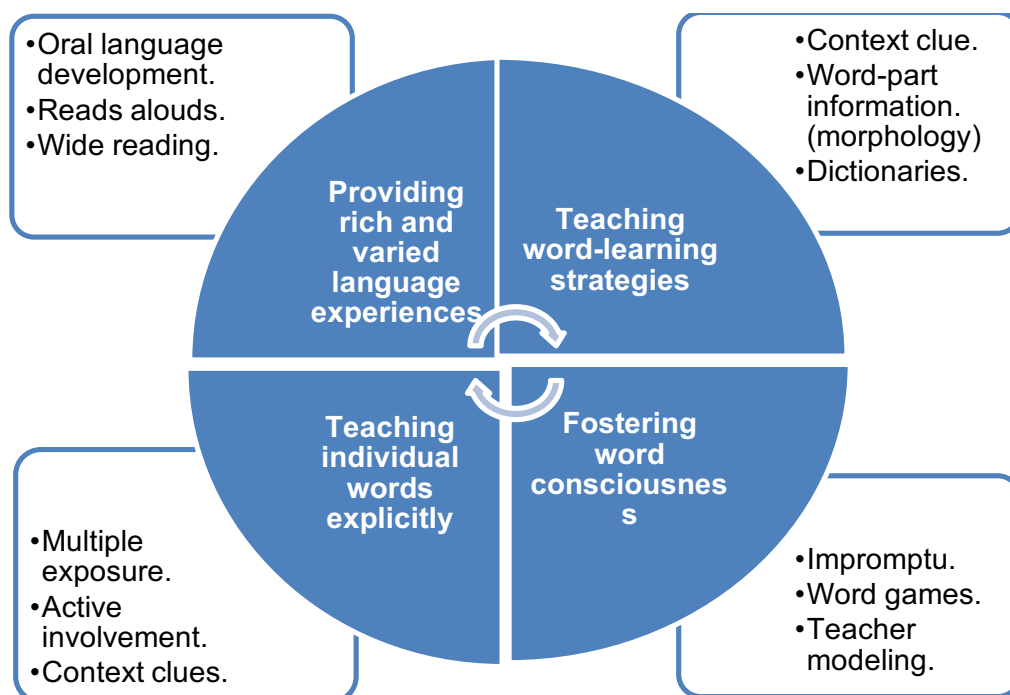 •Oral language
development.
•Reads alouds.
•Wide reading.
•Context clue.
•Word-part
information.
(morphology)
•Dictionaries.
Providing
rich and
varied
language
experiences
Teaching
word-learning
strategies
Teaching
individual
words
explicitly
Fostering
word
consciousnes
s
•Multiple
exposure.
•Active
involvement.
•Context clues.
•Impromptu.
•Word games.
•Teacher
modeling.